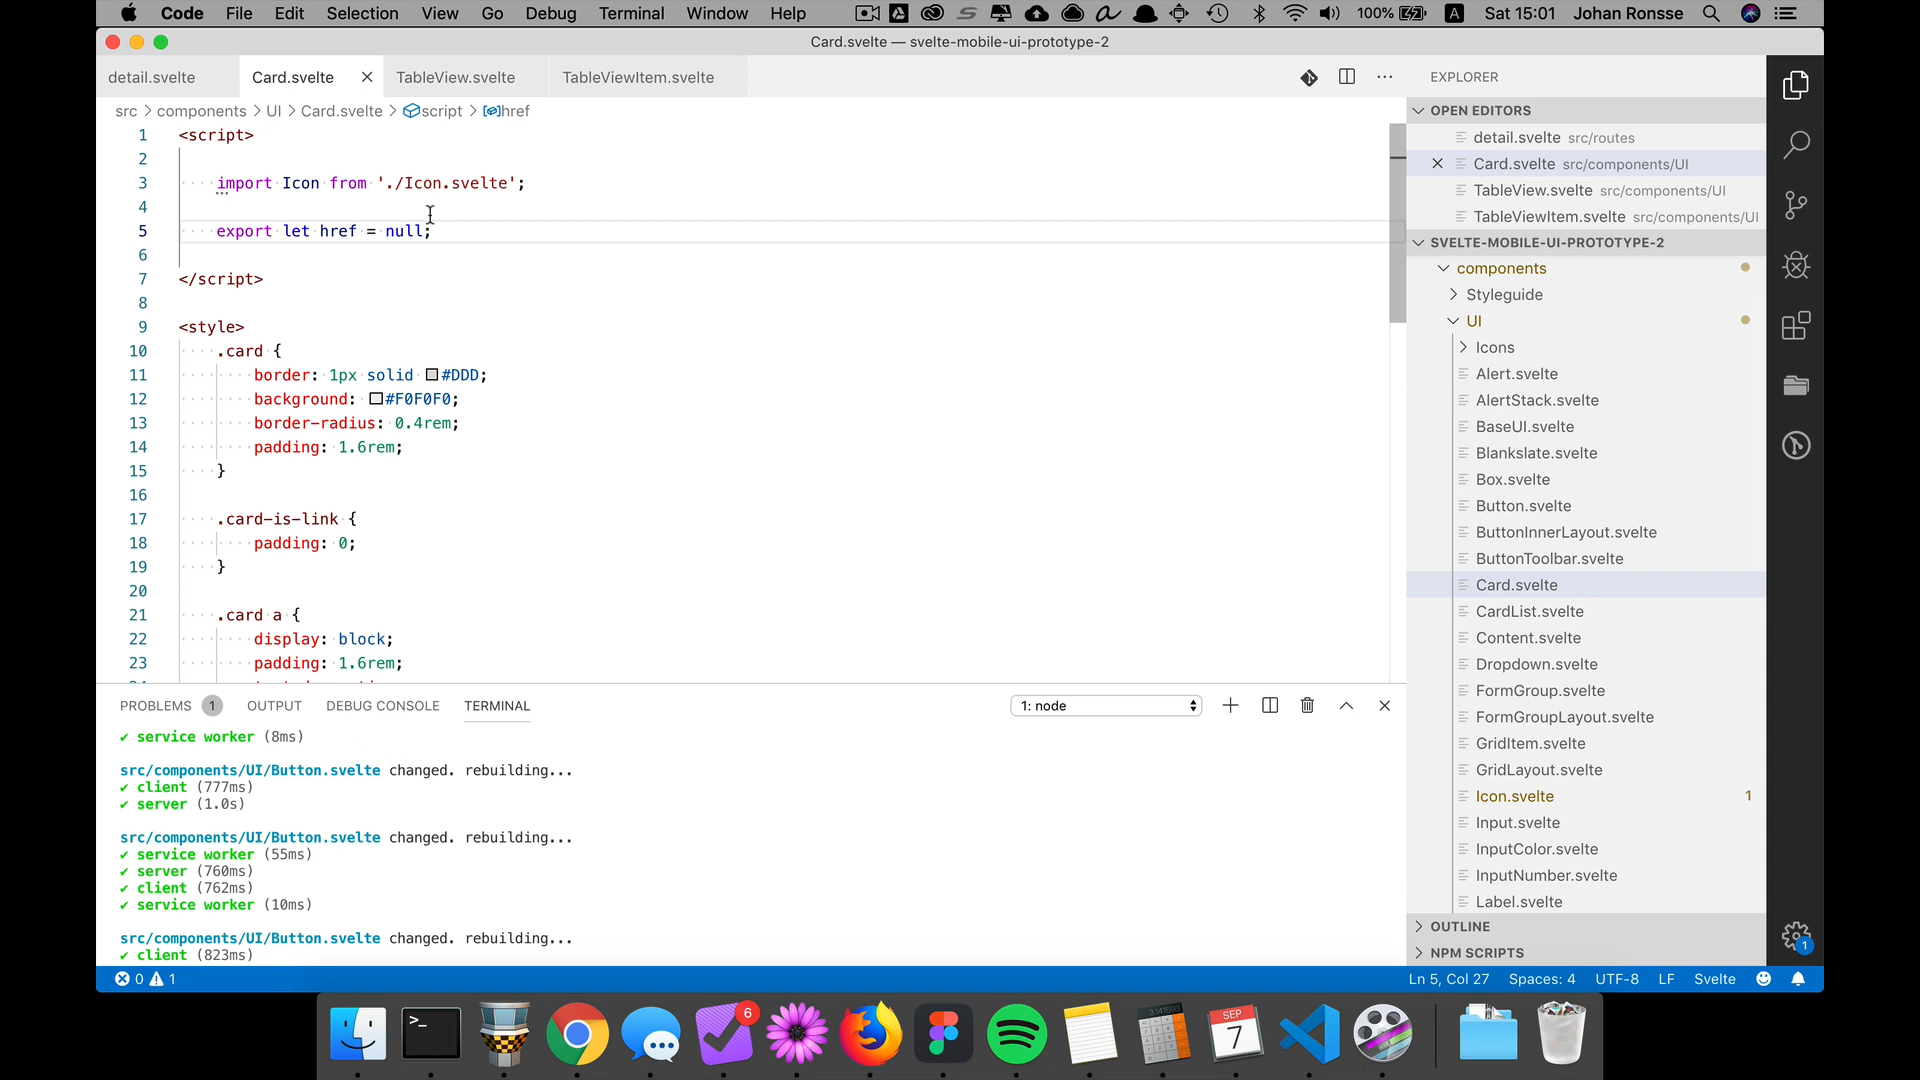 Code File Edit Selection View Go Debug Terminal Window Help 100% A Sat 15:01 Johan Ronsse
Card.svelte — svelte-mobile-ui-prototype-2
detail.svelte Card.svelte TableView.svelte TableViewItem.svelte
src > components > UI > Card.svelte > script > href
1 <script>
2
3 import Icon from './Icon.svelte';
4
5 export let href = null;
6
7 </script>
8
9 <style>
10 .card {
11 border: 1px solid #DDD;
12 background: #F0F0F0;
13 border-radius: 0.4rem;
14 padding: 1.6rem;
15 }
16
17 .card-is-link {
18 padding: 0;
19 }
20
21 .card a {
22 display: block;
23 padding: 1.6rem;
PROBLEMS 1 OUTPUT DEBUG CONSOLE TERMINAL 1: node
✔ service worker (8ms)
src/components/UI/Button.svelte changed. rebuilding...
✔ client (777ms)
✔ server (1.0s)
src/components/UI/Button.svelte changed. rebuilding...
✔ service worker (55ms)
✔ server (760ms)
✔ client (762ms)
✔ service worker (10ms)
src/components/UI/Button.svelte changed. rebuilding...
✔ client (823ms)
EXPLORER
OPEN EDITORS
detail.svelte src/routes
Card.svelte src/components/UI
TableView.svelte src/components/UI
TableViewItem.svelte src/components/UI
SVELTE-MOBILE-UI-PROTOTYPE-2
components
Styleguide
UI
Icons
Alert.svelte
AlertStack.svelte
BaseUI.svelte
Blankslate.svelte
Box.svelte
Button.svelte
ButtonInnerLayout.svelte
ButtonToolbar.svelte
Card.svelte
CardList.svelte
Content.svelte
Dropdown.svelte
FormGroup.svelte
FormGroupLayout.svelte
GridItem.svelte
GridLayout.svelte
Icon.svelte 1
Input.svelte
InputColor.svelte
InputNumber.svelte
Label.svelte
OUTLINE
NPM SCRIPTS
1
0 1 Ln 5, Col 27 Spaces: 4 UTF-8 LF Svelte
6
SEP
7